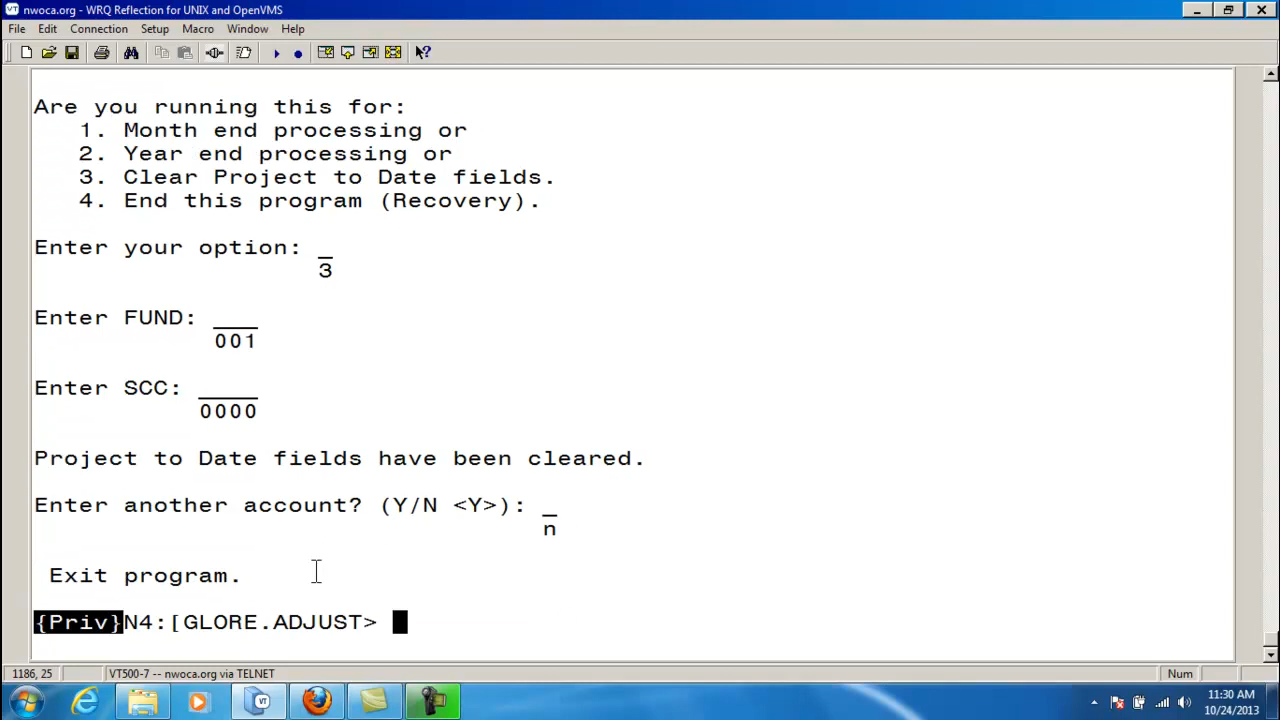 nwoca.org - WRQ Reflection for UNIX and OpenVMS
File Edit Connection Setup Macro Window Help
Are you running this for:
1. Month end processing or
2. Year end processing or
3. Clear Project to Date fields.
4. End this program (Recovery).
Enter your option: _
3
Enter FUND: ___
001
Enter SCC: ____
0000
Project to Date fields have been cleared.
Enter another account? (Y/N <Y>): _
n
Exit program.
{Priv}N4:[GLORE.ADJUST>
1186, 25 VT500-7 -- nwoca.org via TELNET Num
11:30 AM
10/24/2013